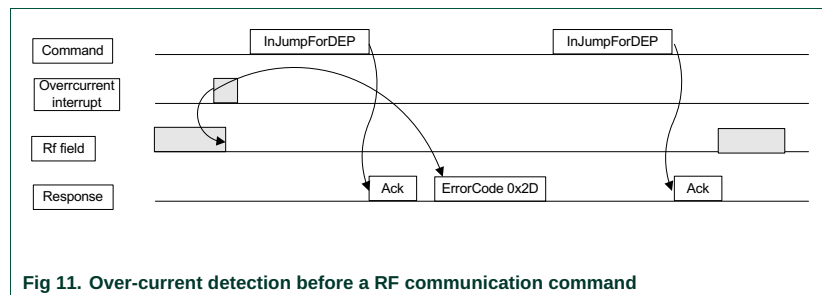 Command
InJumpForDEP
InJumpForDEP
Overrcurrent
interrupt
Rf field
Response
Ack
ErrorCode 0x2D
Ack
Fig 11. Over-current detection before a RF communication command